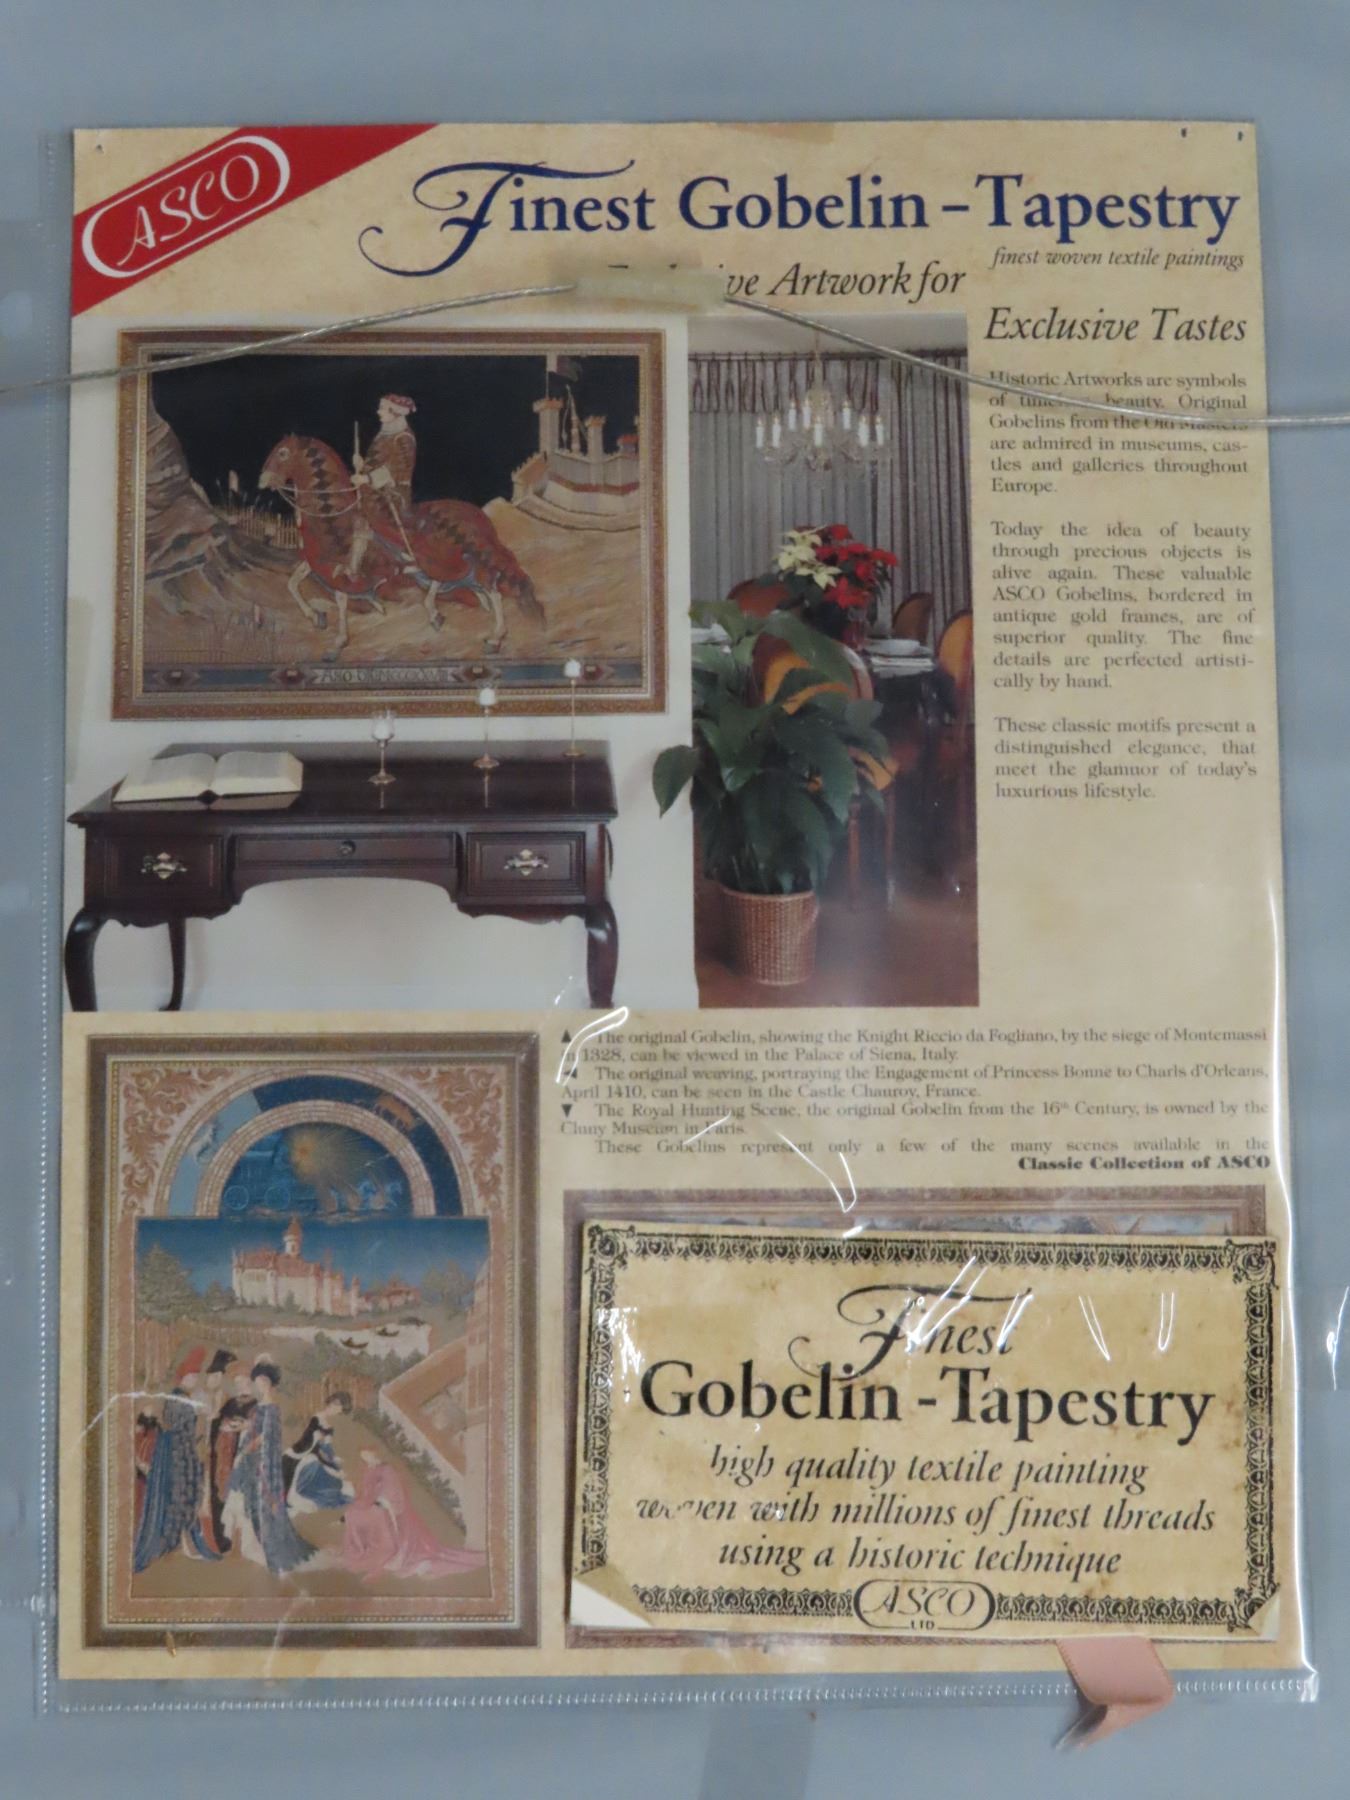 ASCO
Finest Gobelin - Tapestry
finest woven textile paintings
Artwork for
Exclusive Tastes
Historic Artworks are symbols
of beauty. Original
Gobelins from the Old Masters
are admired in museums, cas-
tles and galleries throughout
Europe.
Today the idea of beauty
through precious objects is
alive again. These valuable
ASCO Gobelins, bordered in
antique gold frames, are of
superior quality. The fine
details are perfected artisti-
cally by hand.
These classic motifs present a
distinguished elegance, that
meet the glamuor of today's
luxurious lifestyle.
▲ The original Gobelin, showing the Knight Riccio da Fogliano, by the siege of Montemassi
in 1328, can be viewed in the Palace of Siena, Italy.
◄ The original weaving, portraying the Engagement of Princess Bonne to Charls d'Orleans,
April 1410, can be seen in the Castle Chauroy, France.
▼ The Royal Hunting Scene, the original Gobelin from the 16th Century, is owned by the
Cluny Museum in Paris.
These Gobelins represent only a few of the many scenes available in the
Classic Collection of ASCO
Finest
Gobelin - Tapestry
high quality textile painting
woven with millions of finest threads
using a historic technique
ASCO
LTD